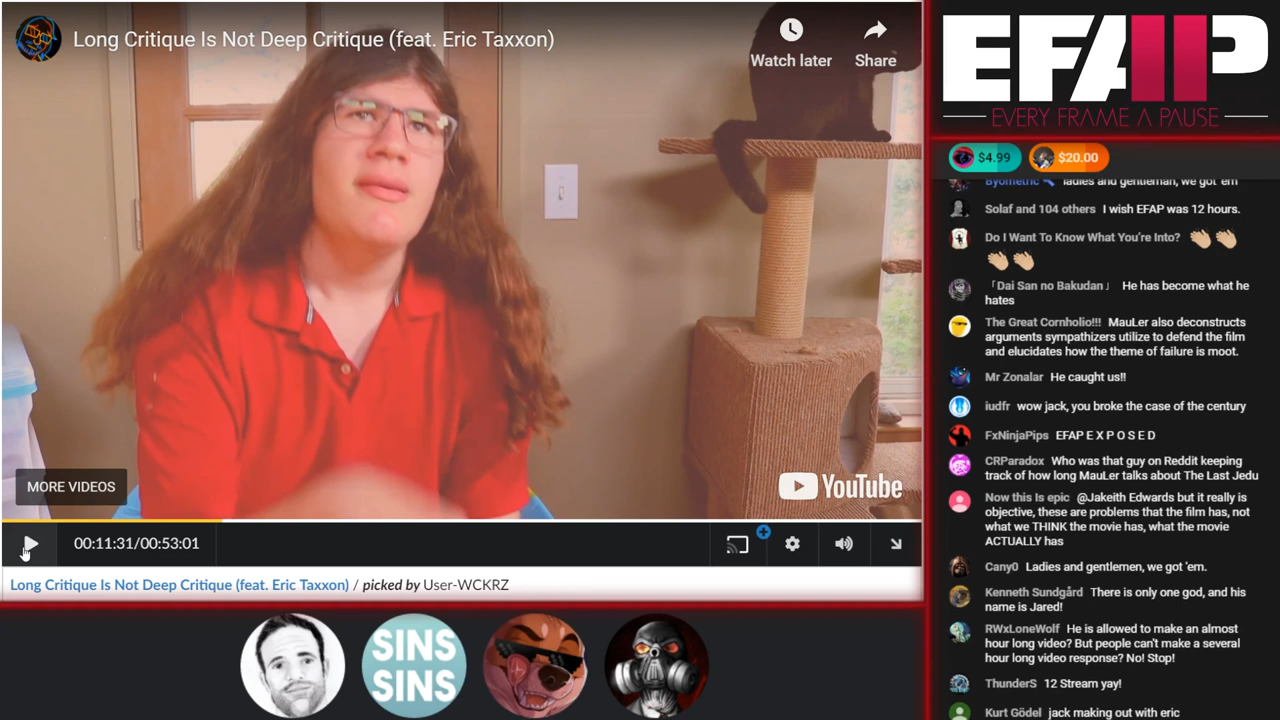 Long Critique Is Not Deep Critique (feat. Eric Taxxon)
Watch later
Share
MORE VIDEOS
YouTube
00:11:31/00:53:01
Long Critique Is Not Deep Critique (feat. Eric Taxxon) / picked by User-WCKRZ
SINS
SINS
EFAP
EVERY FRAME A PAUSE
$4.99
$20.00
Byometric ladies and gentleman, we got 'em
Solaf and 104 others I wish EFAP was 12 hours.
Do I Want To Know What You're Into? 👏🏼👏🏼
👏🏼👏🏼
「Dai San no Bakudan」 He has become what he
hates
The Great Cornholio!!! MauLer also deconstructs
arguments sympathizers utilize to defend the film
and elucidates how the theme of failure is moot.
Mr Zonalar He caught us!!
iudfr wow jack, you broke the case of the century
FxNinjaPips EFAP E X P O S E D
CRParadox Who was that guy on Reddit keeping
track of how long MauLer talks about The Last Jedu
Now this Is epic @Jakeith Edwards but it really is
objective, these are problems that the film has, not
what we THINK the movie has, what the movie
ACTUALLY has
Cany0 Ladies and gentlemen, we got 'em.
Kenneth Sundgård There is only one god, and his
name is Jared!
RWxLoneWolf He is allowed to make an almost
hour long video? But people can't make a several
hour long video response? No! Stop!
ThunderS 12 Stream yay!
Kurt Gödel jack making out with eric